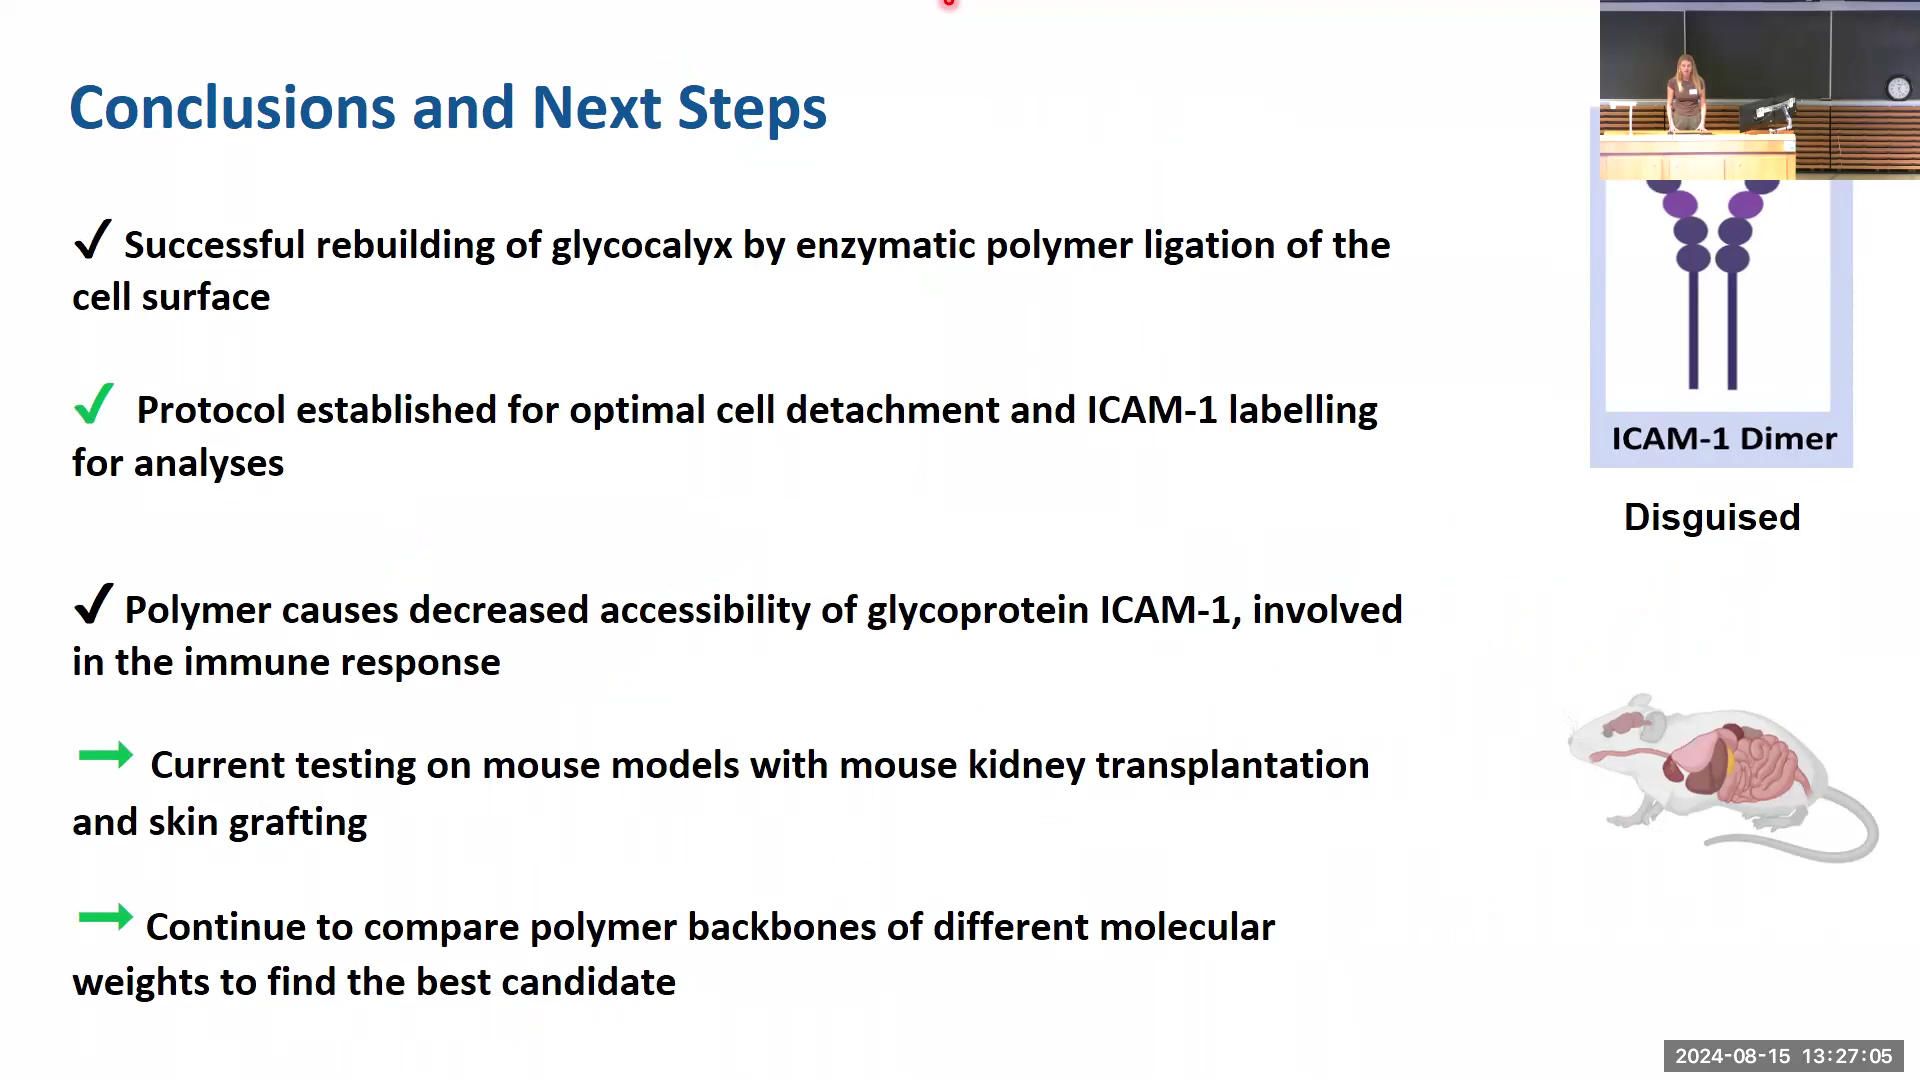 Conclusions and Next Steps
✓ Successful rebuilding of glycocalyx by enzymatic polymer ligation of the
cell surface
✓ Protocol established for optimal cell detachment and ICAM-1 labelling
for analyses
✓ Polymer causes decreased accessibility of glycoprotein ICAM-1, involved
in the immune response
→ Current testing on mouse models with mouse kidney transplantation
and skin grafting
→ Continue to compare polymer backbones of different molecular
weights to find the best candidate
ICAM-1 Dimer
Disguised
2024-08-15 13:27:05